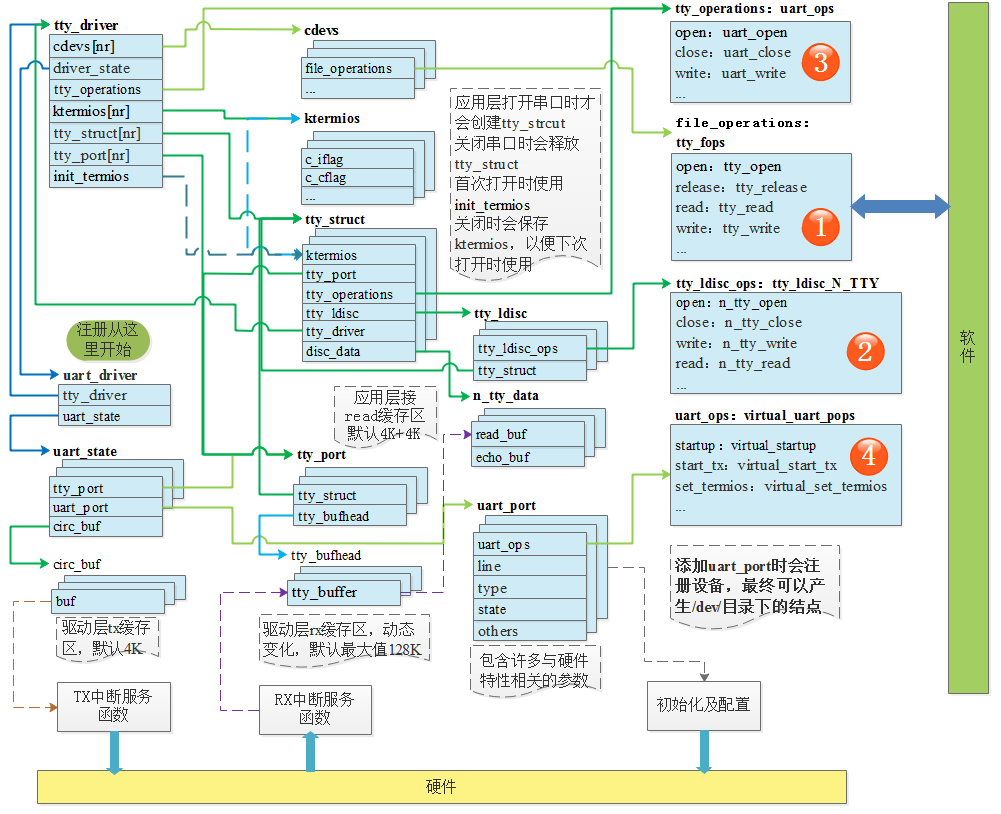 tty_driver
cdevs[nr]
driver_state
tty_operations
ktermios[nr]
tty_struct[nr]
tty_port[nr]
init_termios
cdevs
file_operations
...
ktermios
c_iflag
c_cflag
...
tty_struct
ktermios
tty_port
tty_operations
tty_ldisc
tty_driver
disc_data
应用层打开串口时才
会创建tty_strcut
关闭串口时会释放
tty_struct
首次打开时使用
init_termios
关闭时会保存
ktermios，以便下次
打开时使用
tty_operations：uart_ops
open：uart_open
close：uart_close
write：uart_write
...
3
file_operations：
tty_fops
open：tty_open
release：tty_release
read：tty_read
write：tty_write
...
1
tty_ldisc_ops：tty_ldisc_N_TTY
open：n_tty_open
close：n_tty_close
write：n_tty_write
read：n_tty_read
...
2
uart_ops：virtual_uart_pops
startup：virtual_startup
start_tx：virtual_start_tx
set_termios：virtual_set_termios
...
4
软
件
注册从这
里开始
uart_driver
tty_driver
uart_state
tty_ldisc
tty_ldisc_ops
tty_struct
n_tty_data
read_buf
echo_buf
应用层接
read缓存区
默认4K+4K
uart_state
tty_port
uart_port
circ_buf
tty_port
tty_struct
tty_bufhead
uart_port
uart_ops
line
type
state
others
circ_buf
buf
tty_bufhead
tty_buffer
驱动层tx缓存
区，默认4K
驱动层rx缓存区，动态
变化，默认最大值128K
包含许多与硬件
特性相关的参数
添加uart_port时会注
册设备，最终可以产
生/dev/目录下的结点
TX中断服务
函数
RX中断服务
函数
初始化及配置
硬件